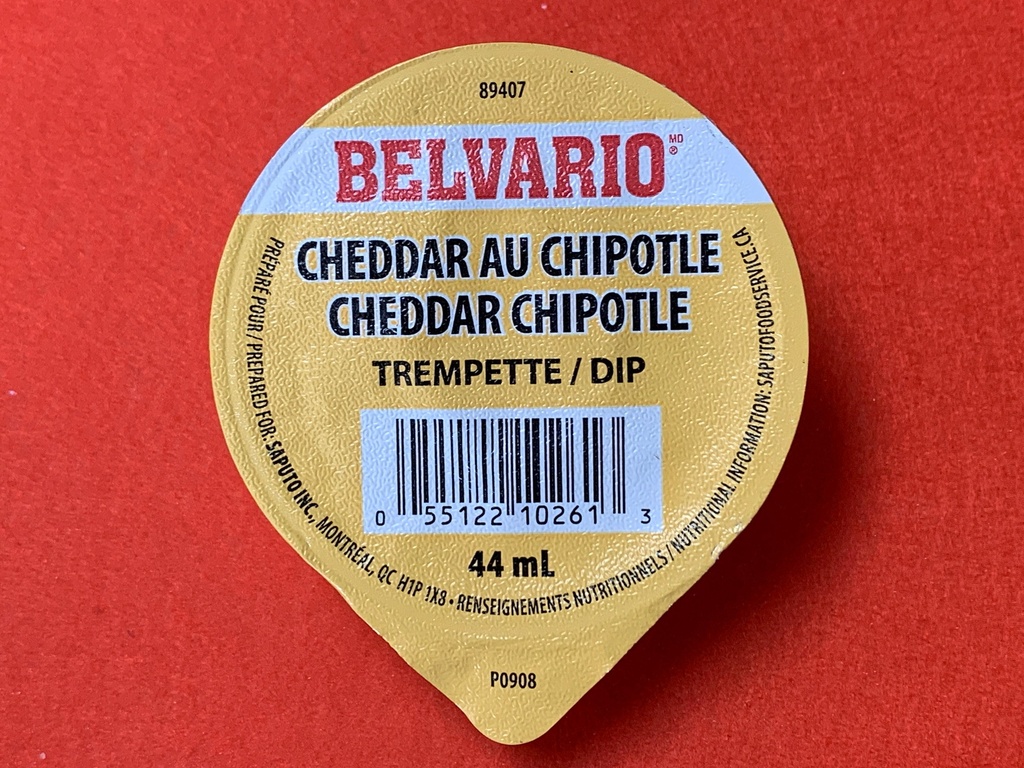 89407
BELVARIO MD ®
CHEDDAR AU CHIPOTLE
CHEDDAR CHIPOTLE
TREMPETTE / DIP
0 55122 10261 3
44 mL
PRÉPARÉ POUR / PREPARED FOR: SAPUTO INC., MONTRÉAL, QC H1P 1X8 • RENSEIGNEMENTS NUTRITIONNELS / NUTRITIONAL INFORMATION: SAPUTOFOODSERVICE.CA
P0908